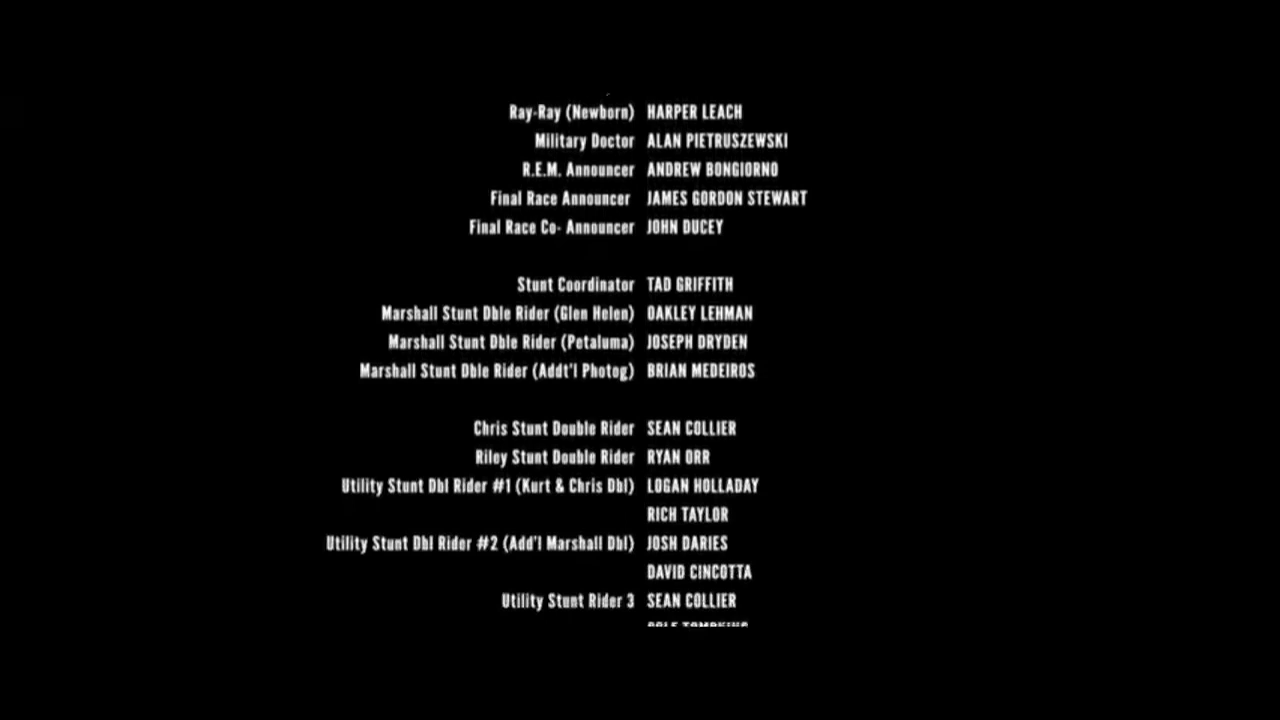 Ray-Ray (Newborn) HARPER LEACH
Military Doctor ALAN PIETRUSZEWSKI
R.E.M. Announcer ANDREW BONGIORNO
Final Race Announcer JAMES GORDON STEWART
Final Race Co- Announcer JOHN DUCEY
Stunt Coordinator TAD GRIFFITH
Marshall Stunt Dble Rider (Glen Helen) OAKLEY LEHMAN
Marshall Stunt Dble Rider (Petaluma) JOSEPH DRYDEN
Marshall Stunt Dble Rider (Addt'l Photog) BRIAN MEDEIROS
Chris Stunt Double Rider SEAN COLLIER
Riley Stunt Double Rider RYAN ORR
Utility Stunt Dbl Rider #1 (Kurt & Chris Dbl) LOGAN HOLLADAY
RICH TAYLOR
Utility Stunt Dbl Rider #2 (Add'l Marshall Dbl) JOSH DARIES
DAVID CINCOTTA
Utility Stunt Rider 3 SEAN COLLIER